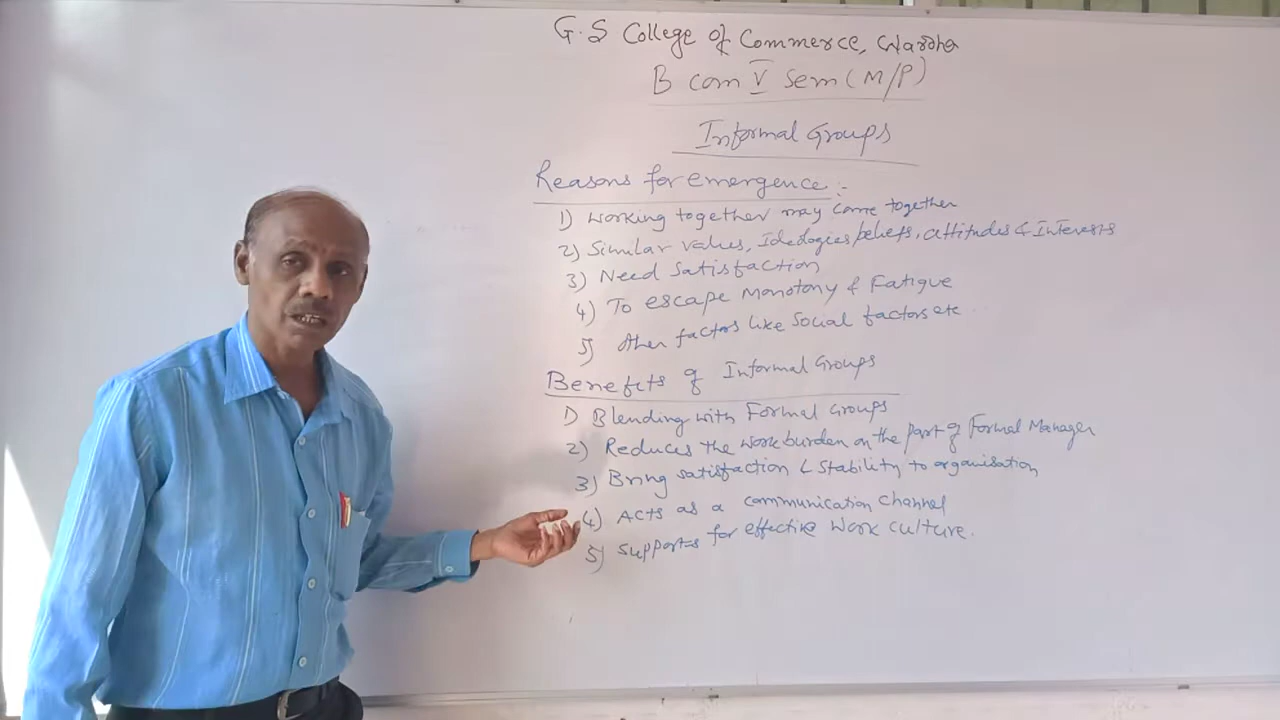 G.S College of Commerce, Wardha
B com V Sem (M/P)
Informal Groups
Reasons for emergence :-
1) Working together may come together
2) Similar values, Ideologies/beliefs, attitudes & Interests
3) Need Satisfaction
4) To escape Monotony & Fatigue
5) Other factors like Social factors etc
Benefits of Informal Groups
1) Blending with Formal Groups
2) Reduces the work burden on the part of Formal Manager
3) Bring satisfaction & Stability to organisation
4) Acts as a communication channel
5) Supports for effective Work culture.